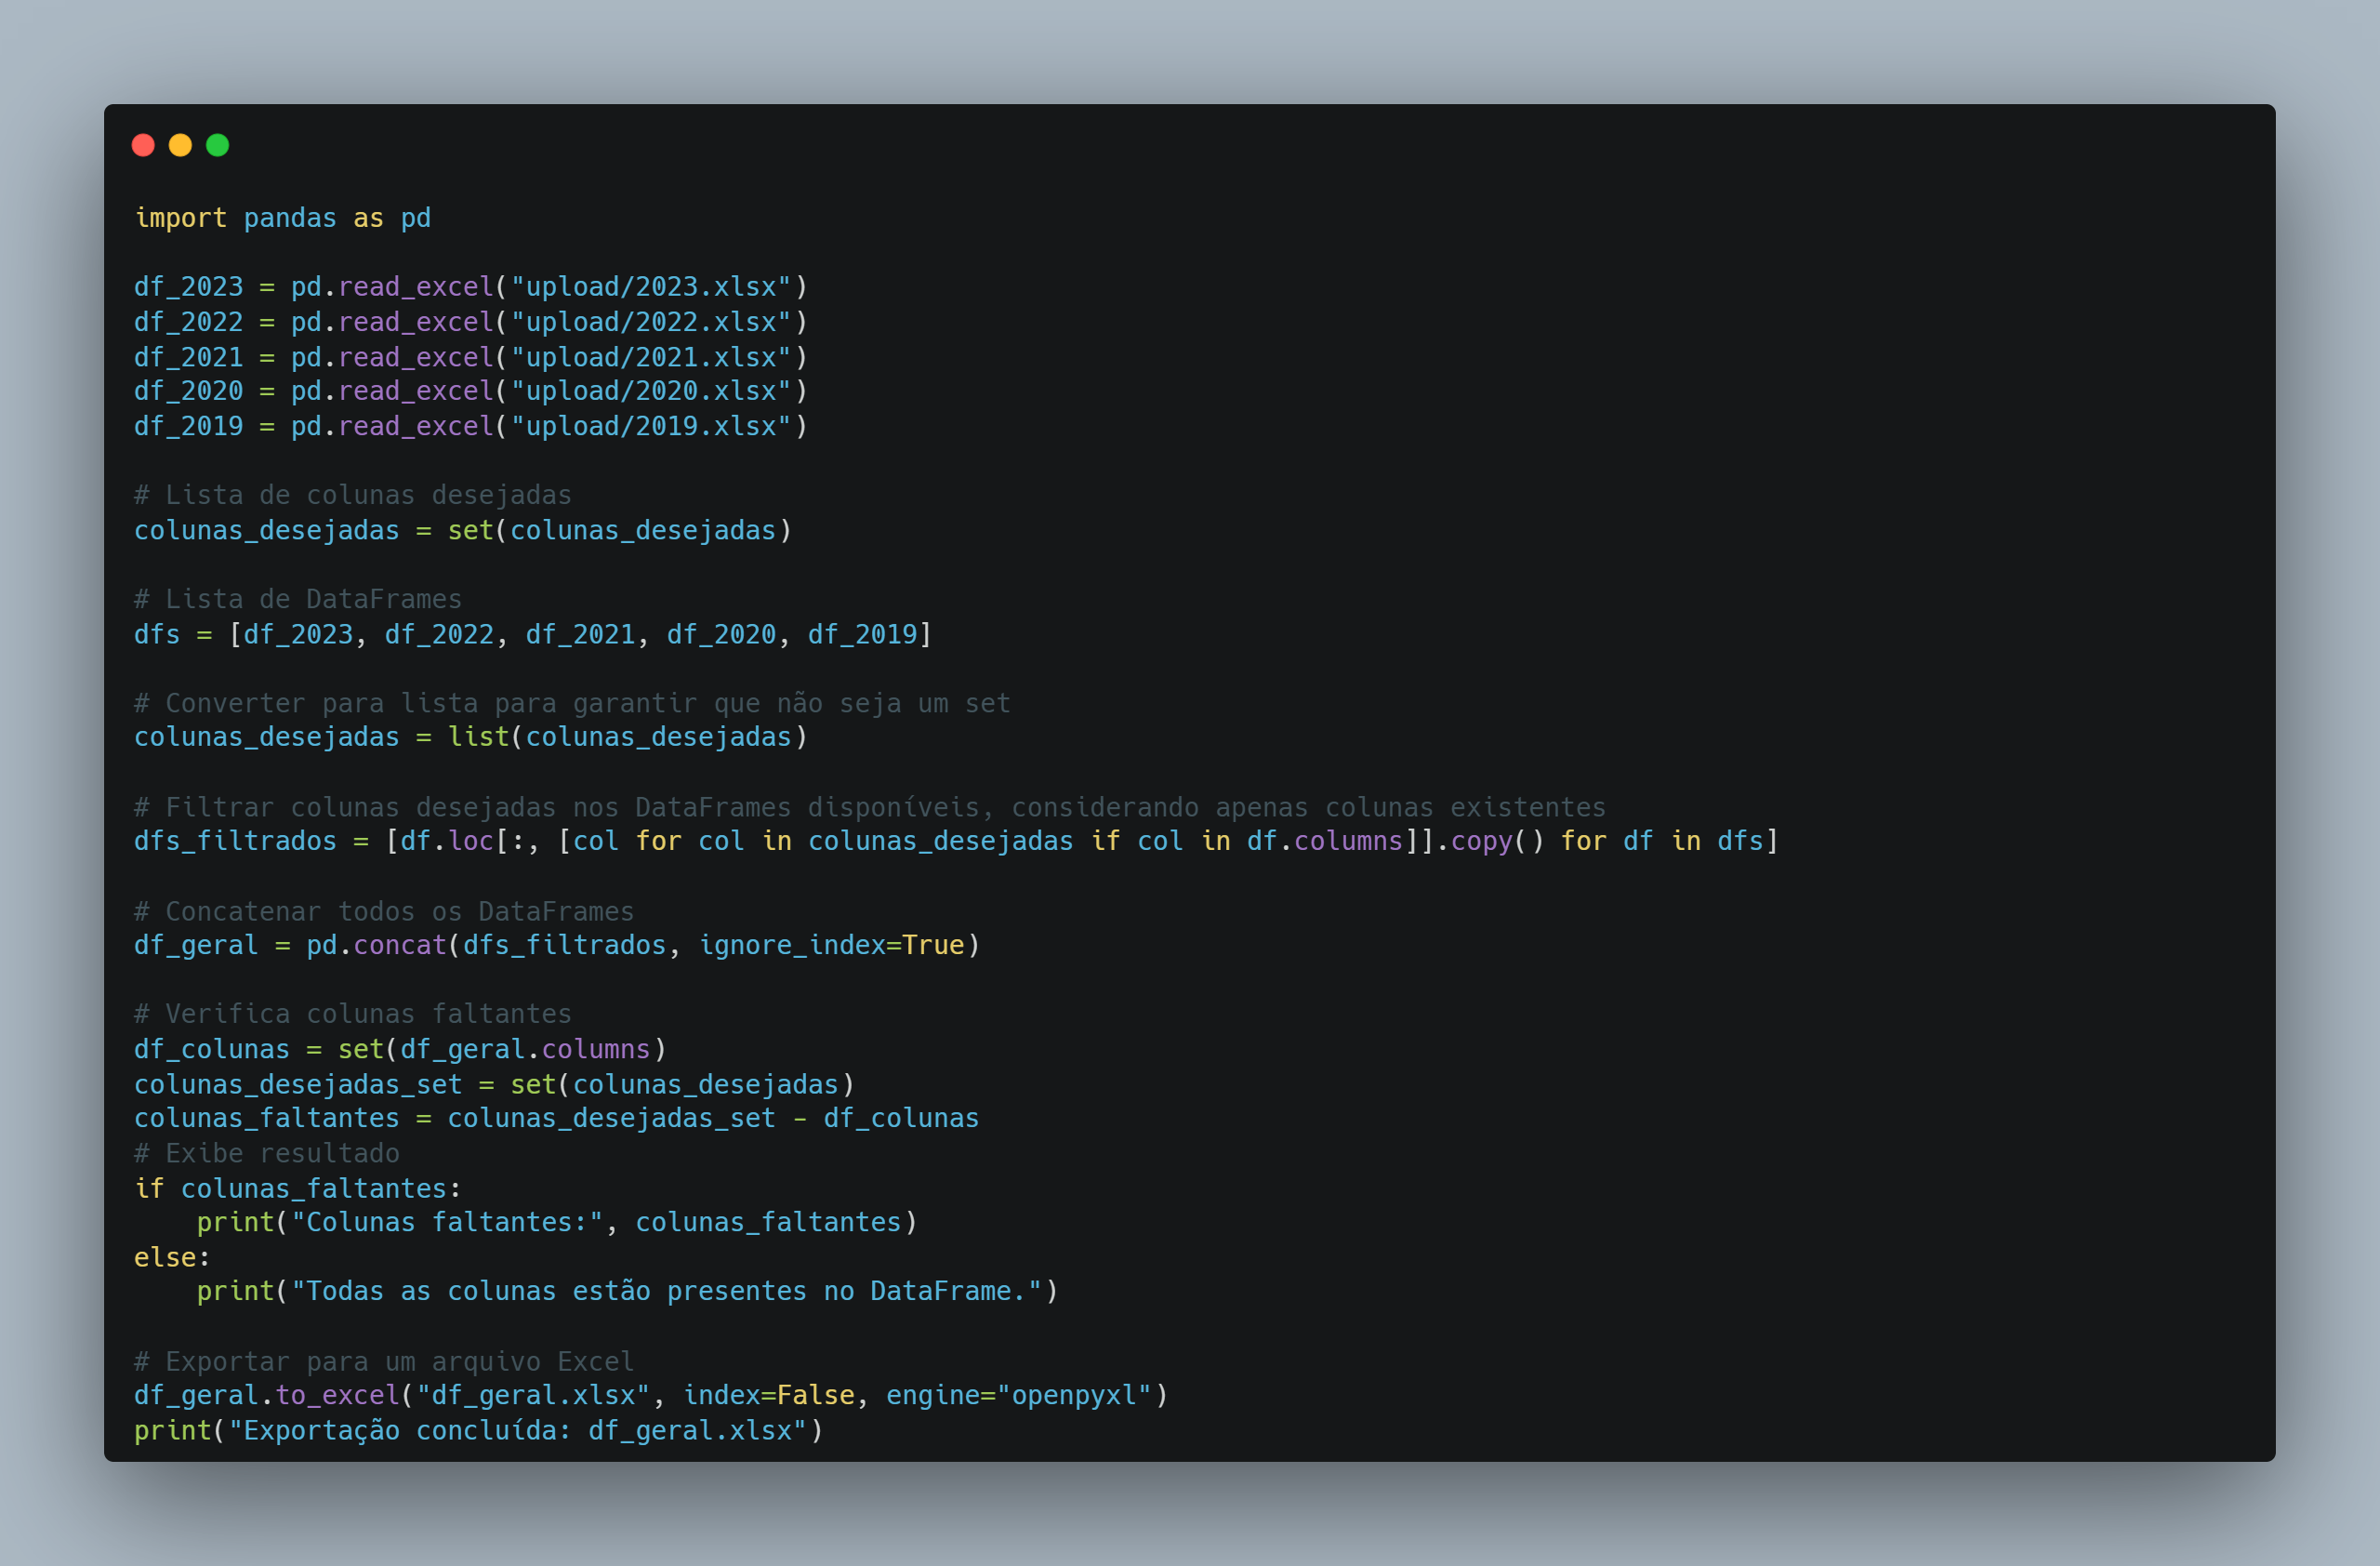 import pandas as pd

df_2023 = pd.read_excel("upload/2023.xlsx")
df_2022 = pd.read_excel("upload/2022.xlsx")
df_2021 = pd.read_excel("upload/2021.xlsx")
df_2020 = pd.read_excel("upload/2020.xlsx")
df_2019 = pd.read_excel("upload/2019.xlsx")

# Lista de colunas desejadas
colunas_desejadas = set(colunas_desejadas)

# Lista de DataFrames
dfs = [df_2023, df_2022, df_2021, df_2020, df_2019]

# Converter para lista para garantir que não seja um set
colunas_desejadas = list(colunas_desejadas)

# Filtrar colunas desejadas nos DataFrames disponíveis, considerando apenas colunas existentes
dfs_filtrados = [df.loc[:, [col for col in colunas_desejadas if col in df.columns]].copy() for df in dfs]

# Concatenar todos os DataFrames
df_geral = pd.concat(dfs_filtrados, ignore_index=True)

# Verifica colunas faltantes
df_colunas = set(df_geral.columns)
colunas_desejadas_set = set(colunas_desejadas)
colunas_faltantes = colunas_desejadas_set - df_colunas
# Exibe resultado
if colunas_faltantes:
    print("Colunas faltantes:", colunas_faltantes)
else:
    print("Todas as colunas estão presentes no DataFrame.")

# Exportar para um arquivo Excel
df_geral.to_excel("df_geral.xlsx", index=False, engine="openpyxl")
print("Exportação concluída: df_geral.xlsx")